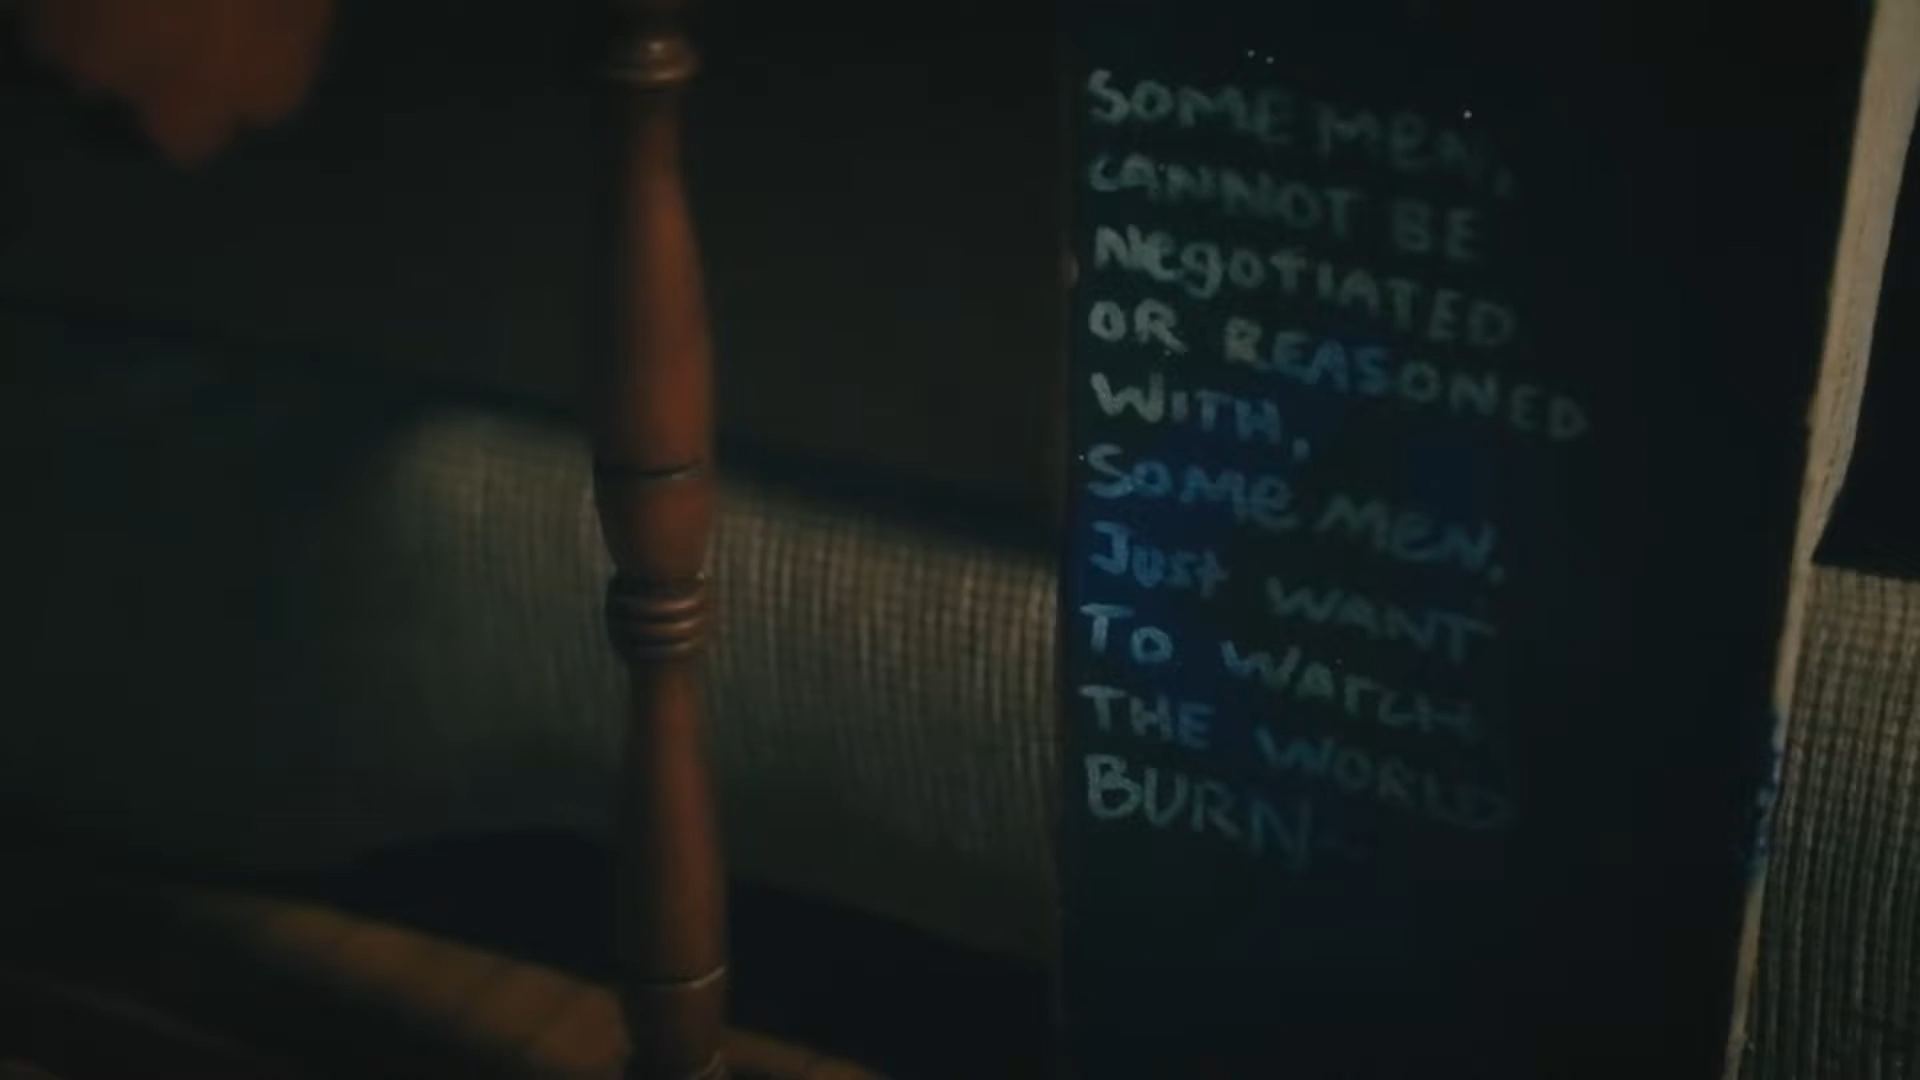 SOME MEN,
CANNOT BE
NegOTIATED
OR REASONED
WITH,
SOMe MeN,
Just WANT
To WATCH
THE WORLD
BURN-